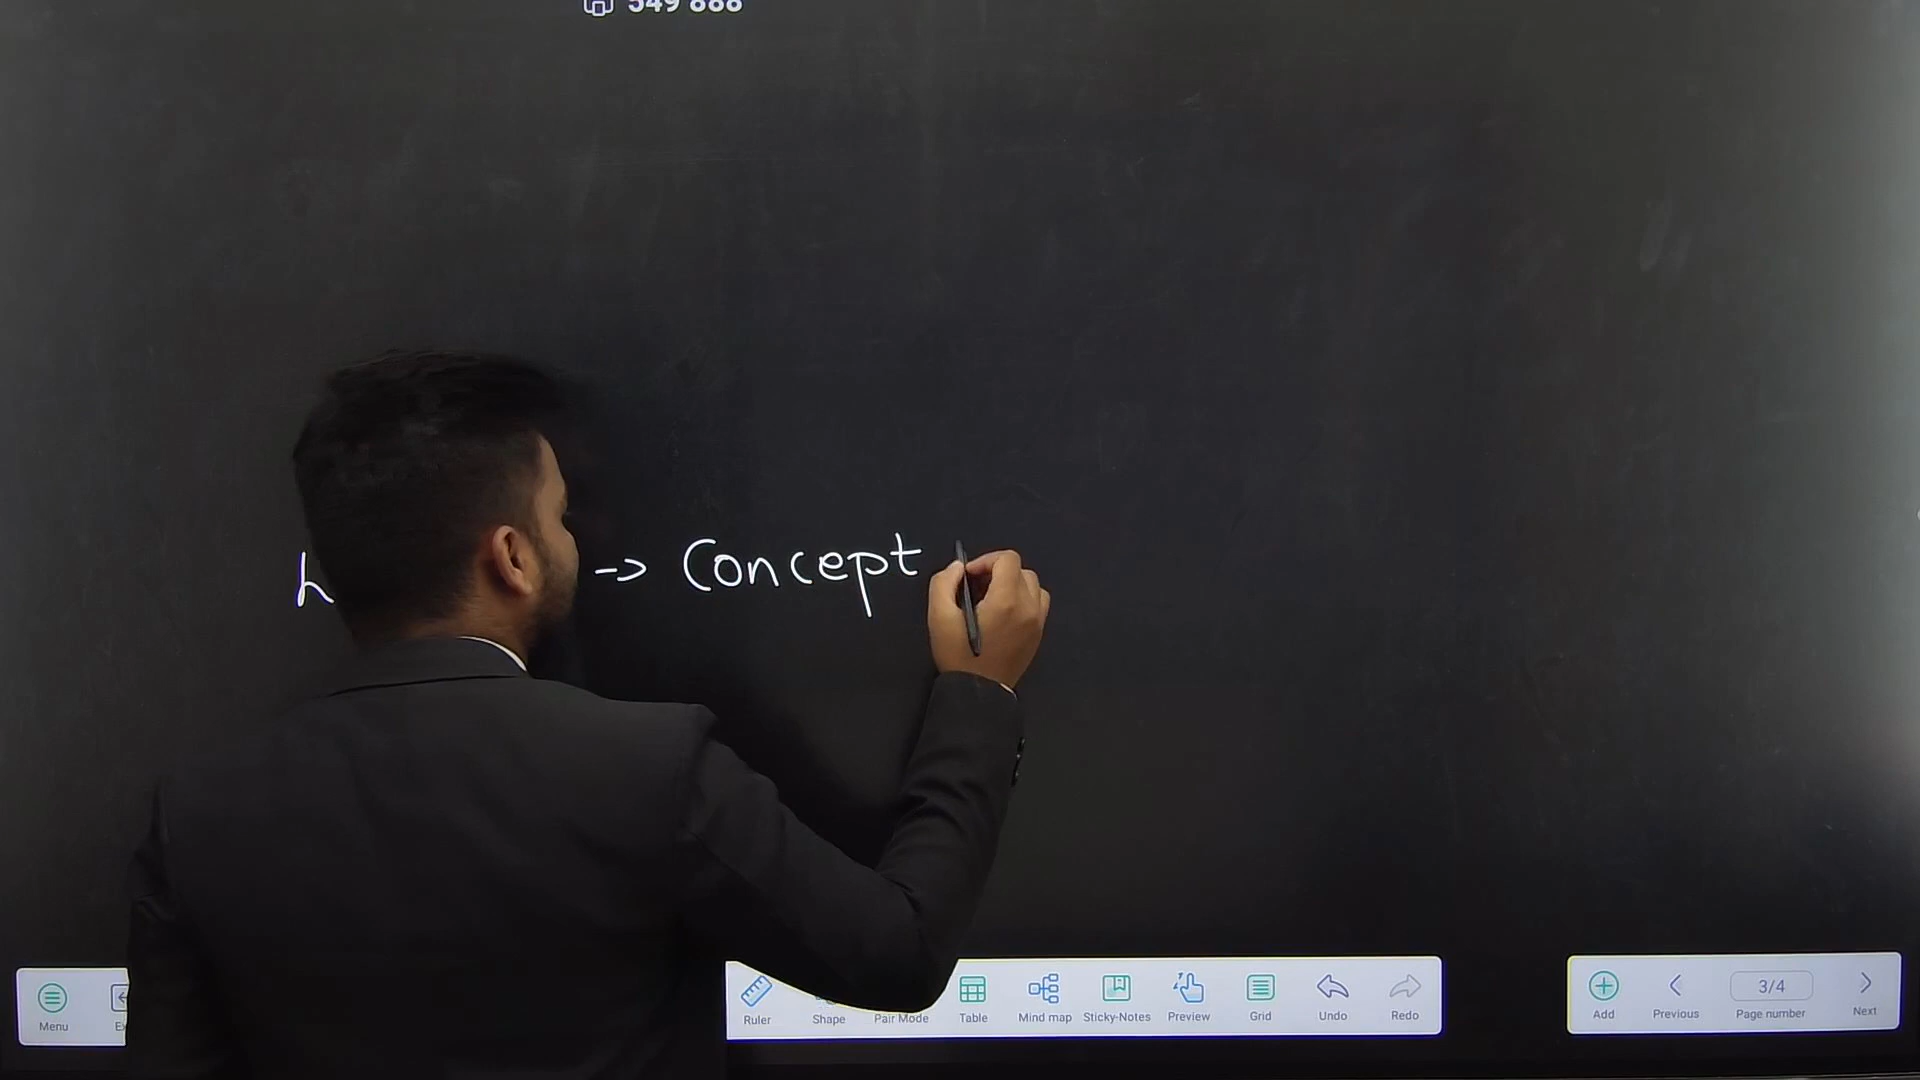 549 888
→ Concept
Menu
Ruler Shape Pair Mode Table Mind map Sticky-Notes Preview Grid Undo Redo
Add Previous 3/4 Page number Next